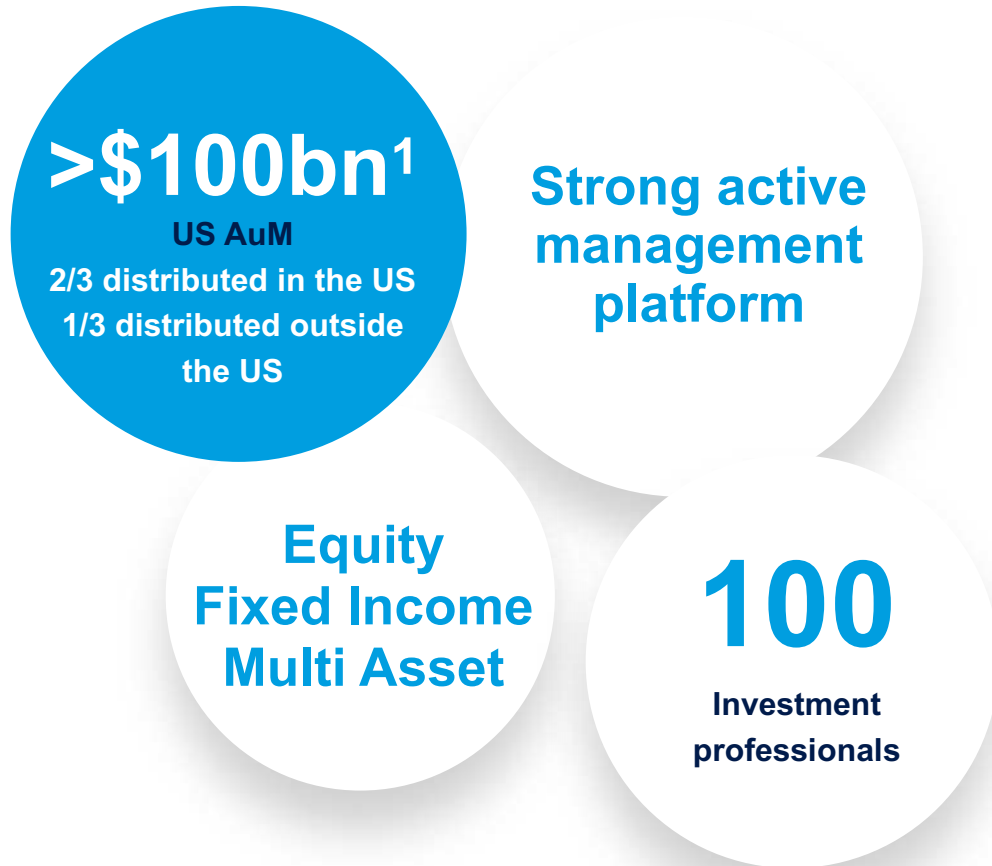 >$100bn¹
US AuM
2/3 distributed in the US
1/3 distributed outside
the US
Strong active
management
platform
Equity
Fixed Income
Multi Asset
100
Investment
professionals